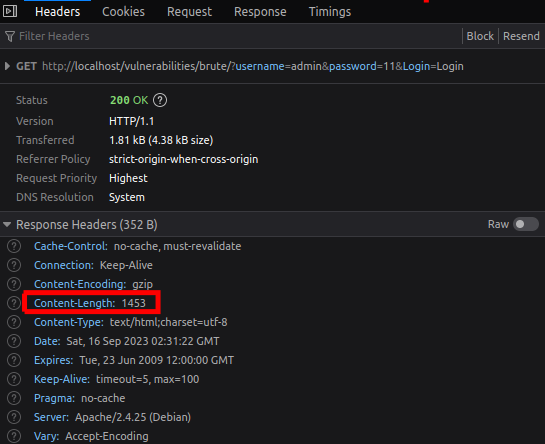 Headers Cookies Request Response Timings
Filter Headers Block Resend
GET http://localhost/vulnerabilities/brute/?username=admin&password=11&Login=Login
Status 200 OK ?
Version HTTP/1.1
Transferred 1.81 kB (4.38 kB size)
Referrer Policy strict-origin-when-cross-origin
Request Priority Highest
DNS Resolution System
Response Headers (352 B) Raw
? Cache-Control: no-cache, must-revalidate
? Connection: Keep-Alive
? Content-Encoding: gzip
? Content-Length: 1453
? Content-Type: text/html;charset=utf-8
? Date: Sat, 16 Sep 2023 02:31:22 GMT
? Expires: Tue, 23 Jun 2009 12:00:00 GMT
? Keep-Alive: timeout=5, max=100
? Pragma: no-cache
? Server: Apache/2.4.25 (Debian)
? Vary: Accept-Encoding